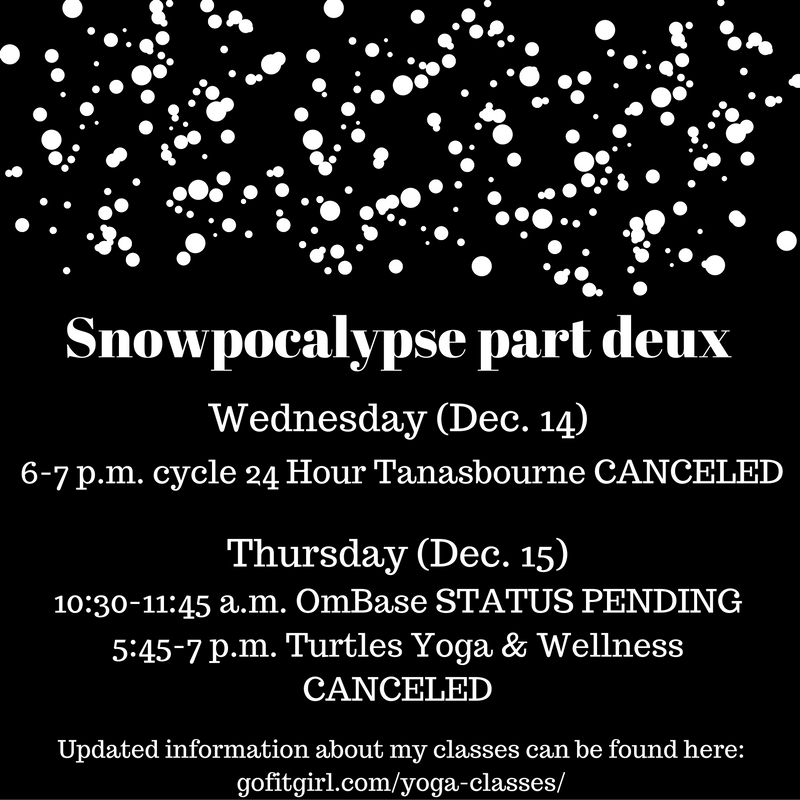 Snowpocalypse part deux
Wednesday (Dec. 14)
6-7 p.m. cycle 24 Hour Tanasbourne CANCELED
Thursday (Dec. 15)
10:30-11:45 a.m. OmBase STATUS PENDING
5:45-7 p.m. Turtles Yoga & Wellness
CANCELED
Updated information about my classes can be found here:
gofitgirl.com/yoga-classes/